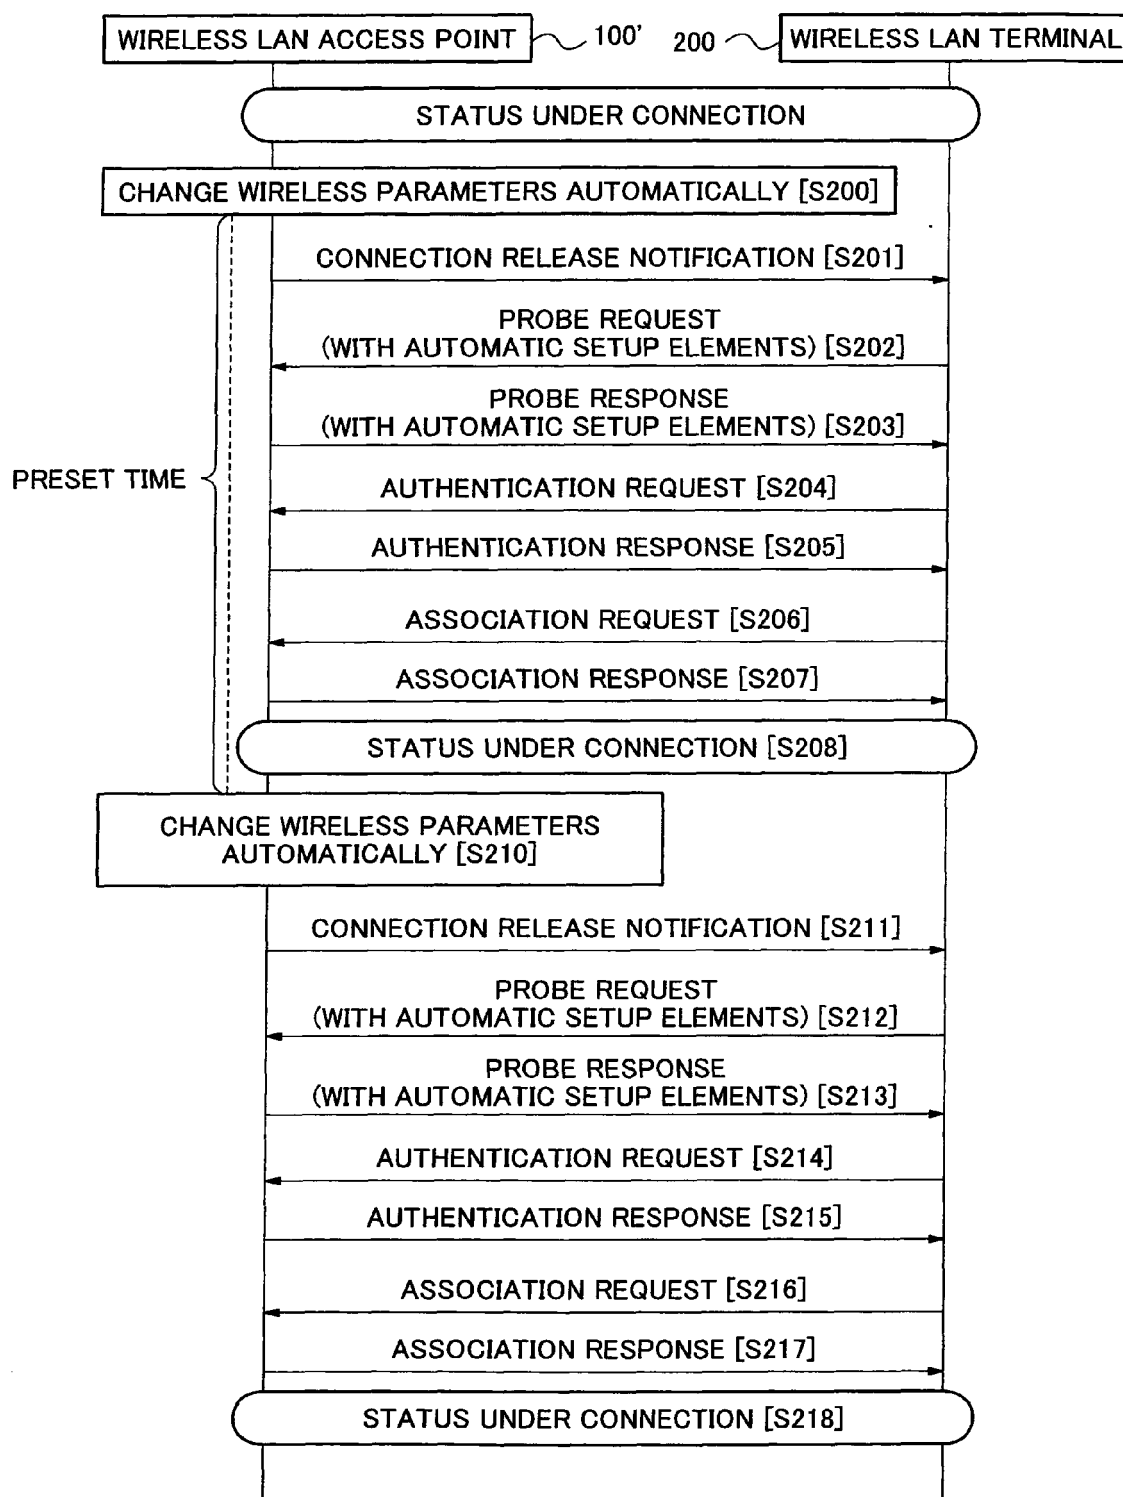 WIRELESS LAN ACCESS POINT
100'
200
WIRELESS LAN TERMINAL
STATUS UNDER CONNECTION
CHANGE WIRELESS PARAMETERS AUTOMATICALLY [S200]
CONNECTION RELEASE NOTIFICATION [S201]
PROBE REQUEST
(WITH AUTOMATIC SETUP ELEMENTS) [S202]
PROBE RESPONSE
(WITH AUTOMATIC SETUP ELEMENTS) [S203]
PRESET TIME
AUTHENTICATION REQUEST [S204]
AUTHENTICATION RESPONSE [S205]
ASSOCIATION REQUEST [S206]
ASSOCIATION RESPONSE [S207]
STATUS UNDER CONNECTION [S208]
CHANGE WIRELESS PARAMETERS
AUTOMATICALLY [S210]
CONNECTION RELEASE NOTIFICATION [S211]
PROBE REQUEST
(WITH AUTOMATIC SETUP ELEMENTS) [S212]
PROBE RESPONSE
(WITH AUTOMATIC SETUP ELEMENTS) [S213]
AUTHENTICATION REQUEST [S214]
AUTHENTICATION RESPONSE [S215]
ASSOCIATION REQUEST [S216]
ASSOCIATION RESPONSE [S217]
STATUS UNDER CONNECTION [S218]